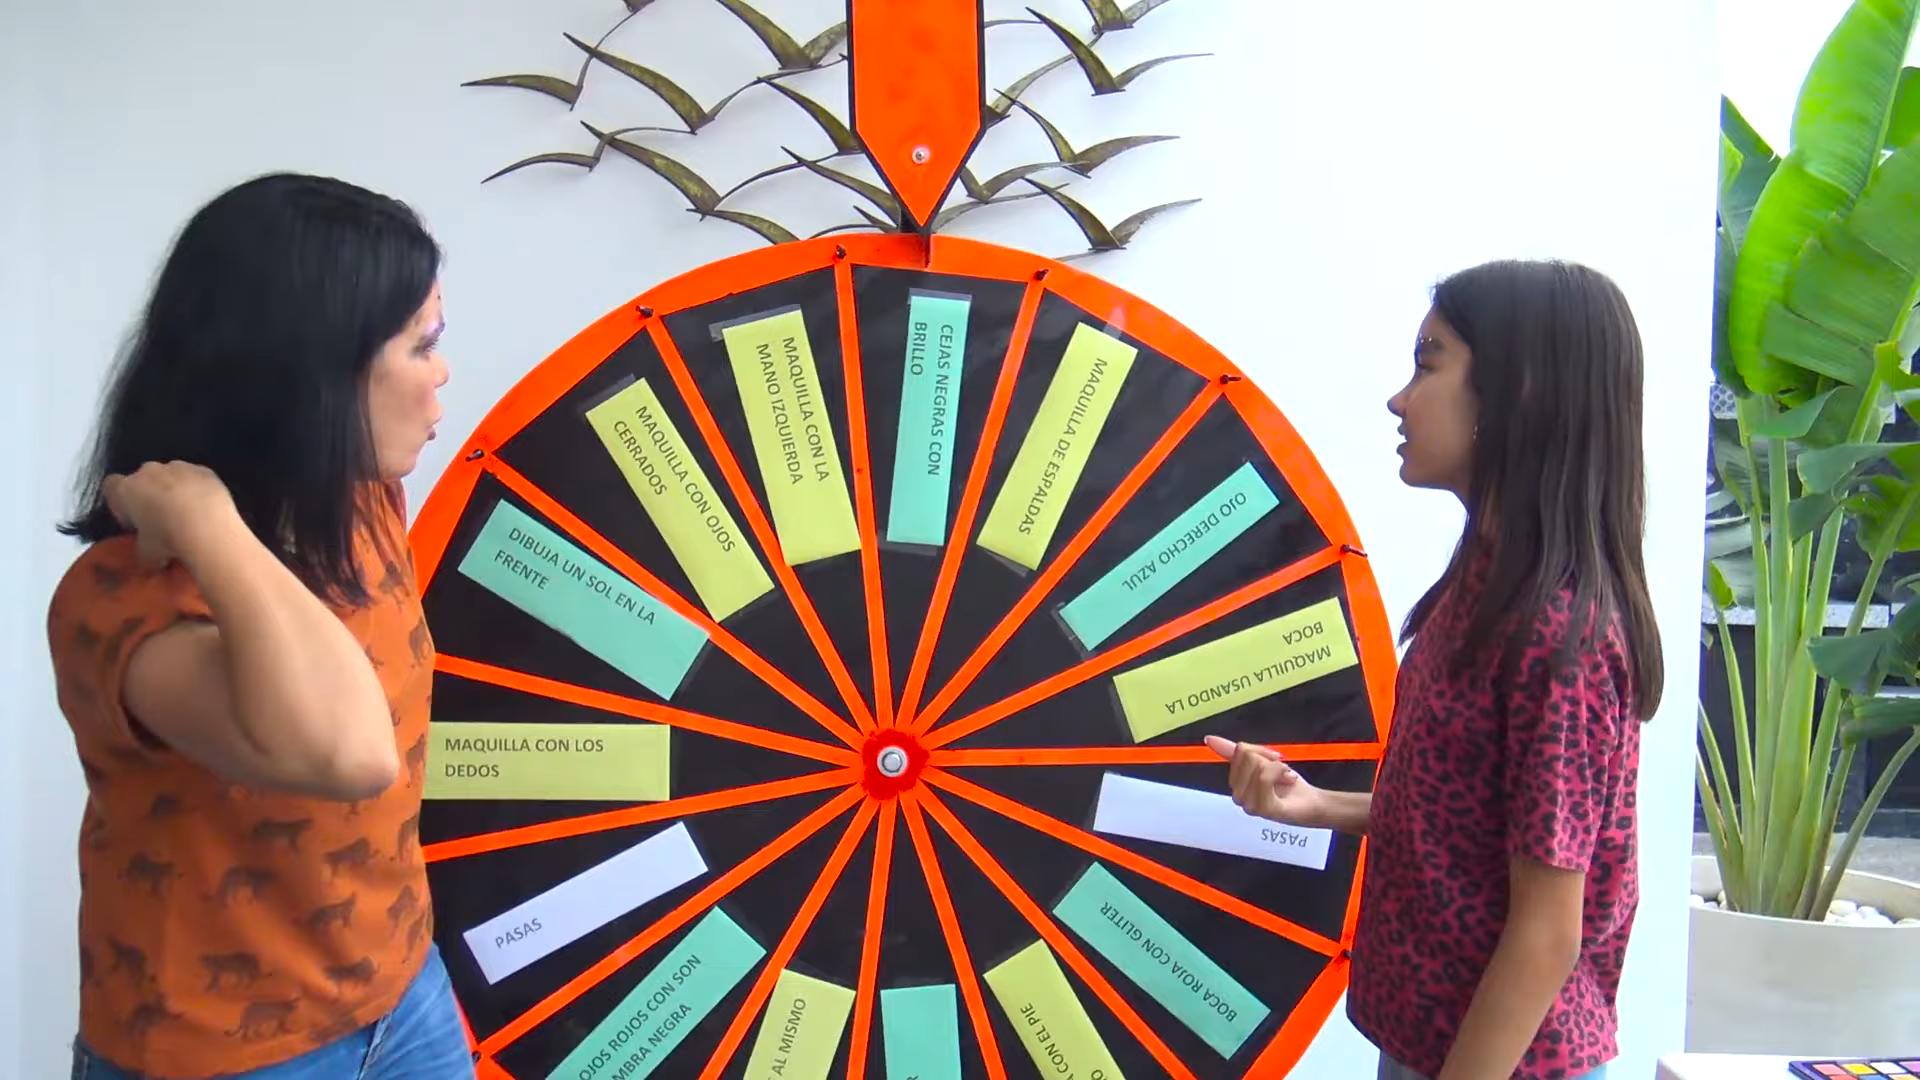 CEJAS NEGRAS CON
BRILLO
MAQUILLA DE ESPALDAS
OJO DERECHO AZUL
MAQUILLA USANDO LA
BOCA
PASAS
BOCA ROJA CON GLITER
CON EL PIE
AL MISMO
OJOS ROJOS CON SON
MBRA NEGRA
PASAS
MAQUILLA CON LOS
DEDOS
DIBUJA UN SOL EN LA
FRENTE
MAQUILLA CON OJOS
CERRADOS
MAQUILLA CON LA
MANO IZQUIERDA